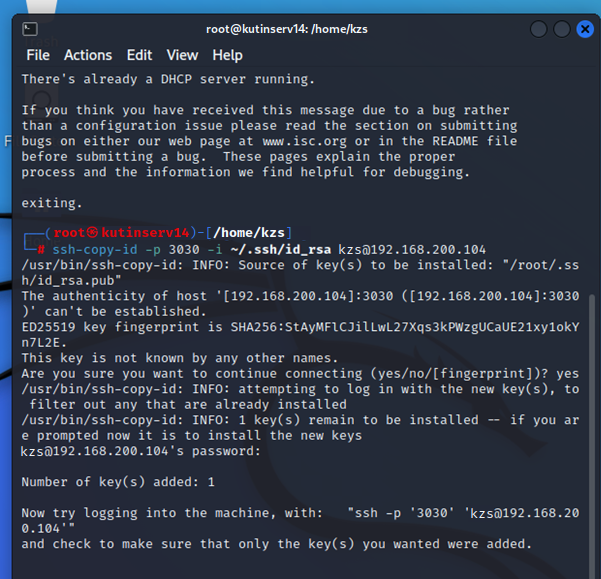 root@kutinserv14: /home/kzs
File Actions Edit View Help
There's already a DHCP server running.
If you think you have received this message due to a bug rather
than a configuration issue please read the section on submitting
bugs on either our web page at www.isc.org or in the README file
before submitting a bug.  These pages explain the proper
process and the information we find helpful for debugging.
exiting.
┌──(root㉿kutinserv14)-[/home/kzs]
└─# ssh-copy-id -p 3030 -i ~/.ssh/id_rsa kzs@192.168.200.104
/usr/bin/ssh-copy-id: INFO: Source of key(s) to be installed: "/root/.ss
h/id_rsa.pub"
The authenticity of host '[192.168.200.104]:3030 ([192.168.200.104]:3030
)' can't be established.
ED25519 key fingerprint is SHA256:StAyMFlCJilLwL27Xqs3kPWzgUCaUE21xy1okY
n7L2E.
This key is not known by any other names.
Are you sure you want to continue connecting (yes/no/[fingerprint])? yes
/usr/bin/ssh-copy-id: INFO: attempting to log in with the new key(s), to
 filter out any that are already installed
/usr/bin/ssh-copy-id: INFO: 1 key(s) remain to be installed -- if you ar
e prompted now it is to install the new keys
kzs@192.168.200.104's password:
Number of key(s) added: 1
Now try logging into the machine, with:   "ssh -p '3030' 'kzs@192.168.20
0.104'"
and check to make sure that only the key(s) you wanted were added.